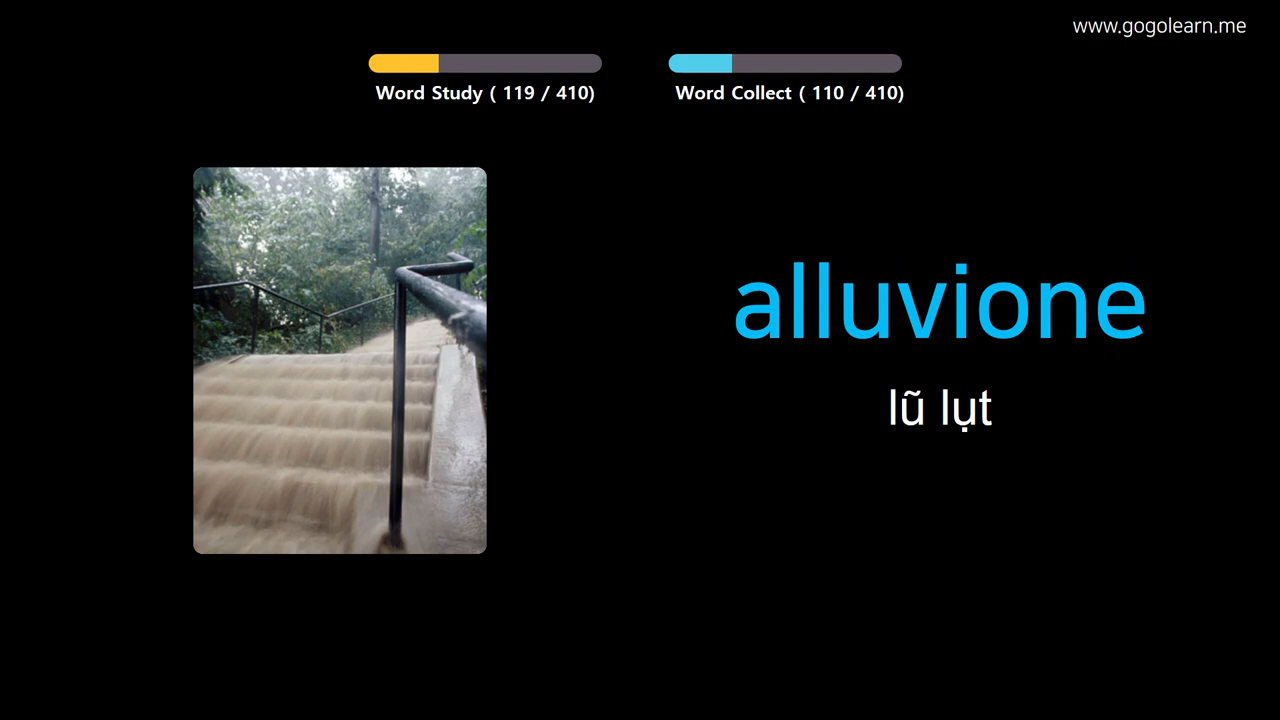 www.gogolearn.me
Word Study ( 119 / 410)
Word Collect ( 110 / 410)
alluvione
lũ lụt